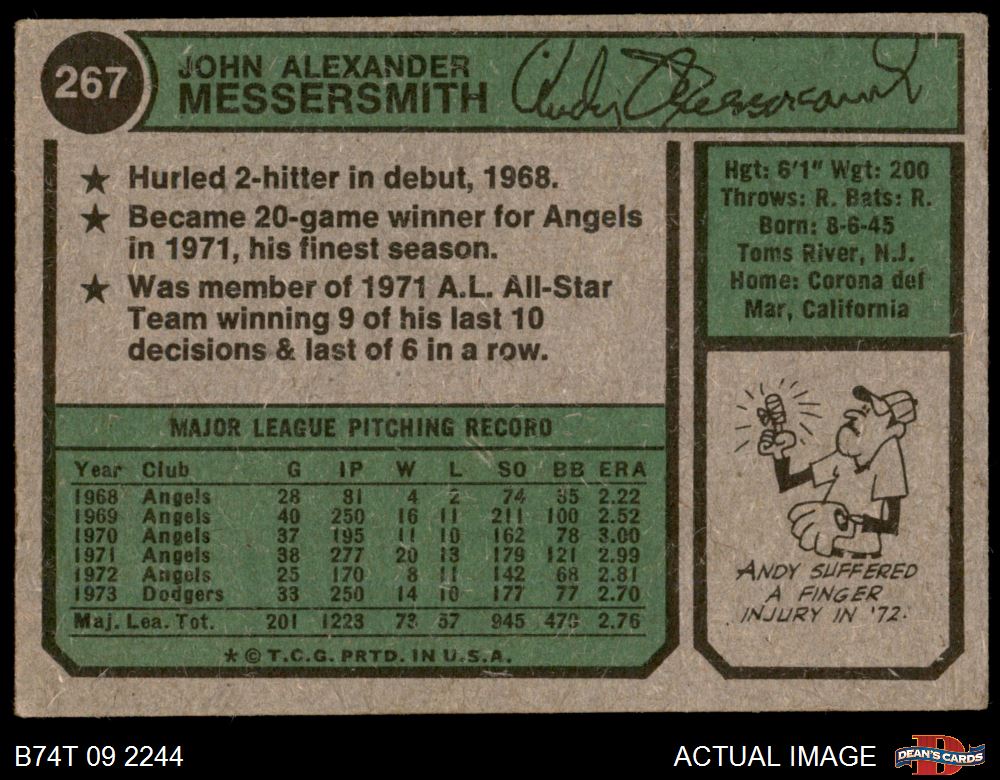 267
JOHN ALEXANDER
MESSERSMITH
Andy Messersmith
★ Hurled 2-hitter in debut, 1968.
★ Became 20-game winner for Angels
in 1971, his finest season.
★ Was member of 1971 A.L. All-Star
Team winning 9 of his last 10
decisions & last of 6 in a row.
Hgt: 6'1" Wgt: 200
Throws: R. Bats: R.
Born: 8-6-45
Toms River, N.J.
Home: Corona del
Mar, California
MAJOR LEAGUE PITCHING RECORD
Year Club G IP W L SO BB ERA
1968 Angels 28 81 4 2 74 35 2.22
1969 Angels 40 250 16 11 211 100 2.52
1970 Angels 37 195 11 10 162 78 3.00
1971 Angels 38 277 20 13 179 121 2.99
1972 Angels 25 170 8 11 142 68 2.81
1973 Dodgers 33 250 14 10 177 77 2.70
Maj. Lea. Tot. 201 1223 73 57 945 479 2.76
* © T.C.G. PRTD. IN U.S.A.
ANDY SUFFERED
A FINGER
INJURY IN '72.
B74T 09 2244
ACTUAL IMAGE
DEAN'S CARDS